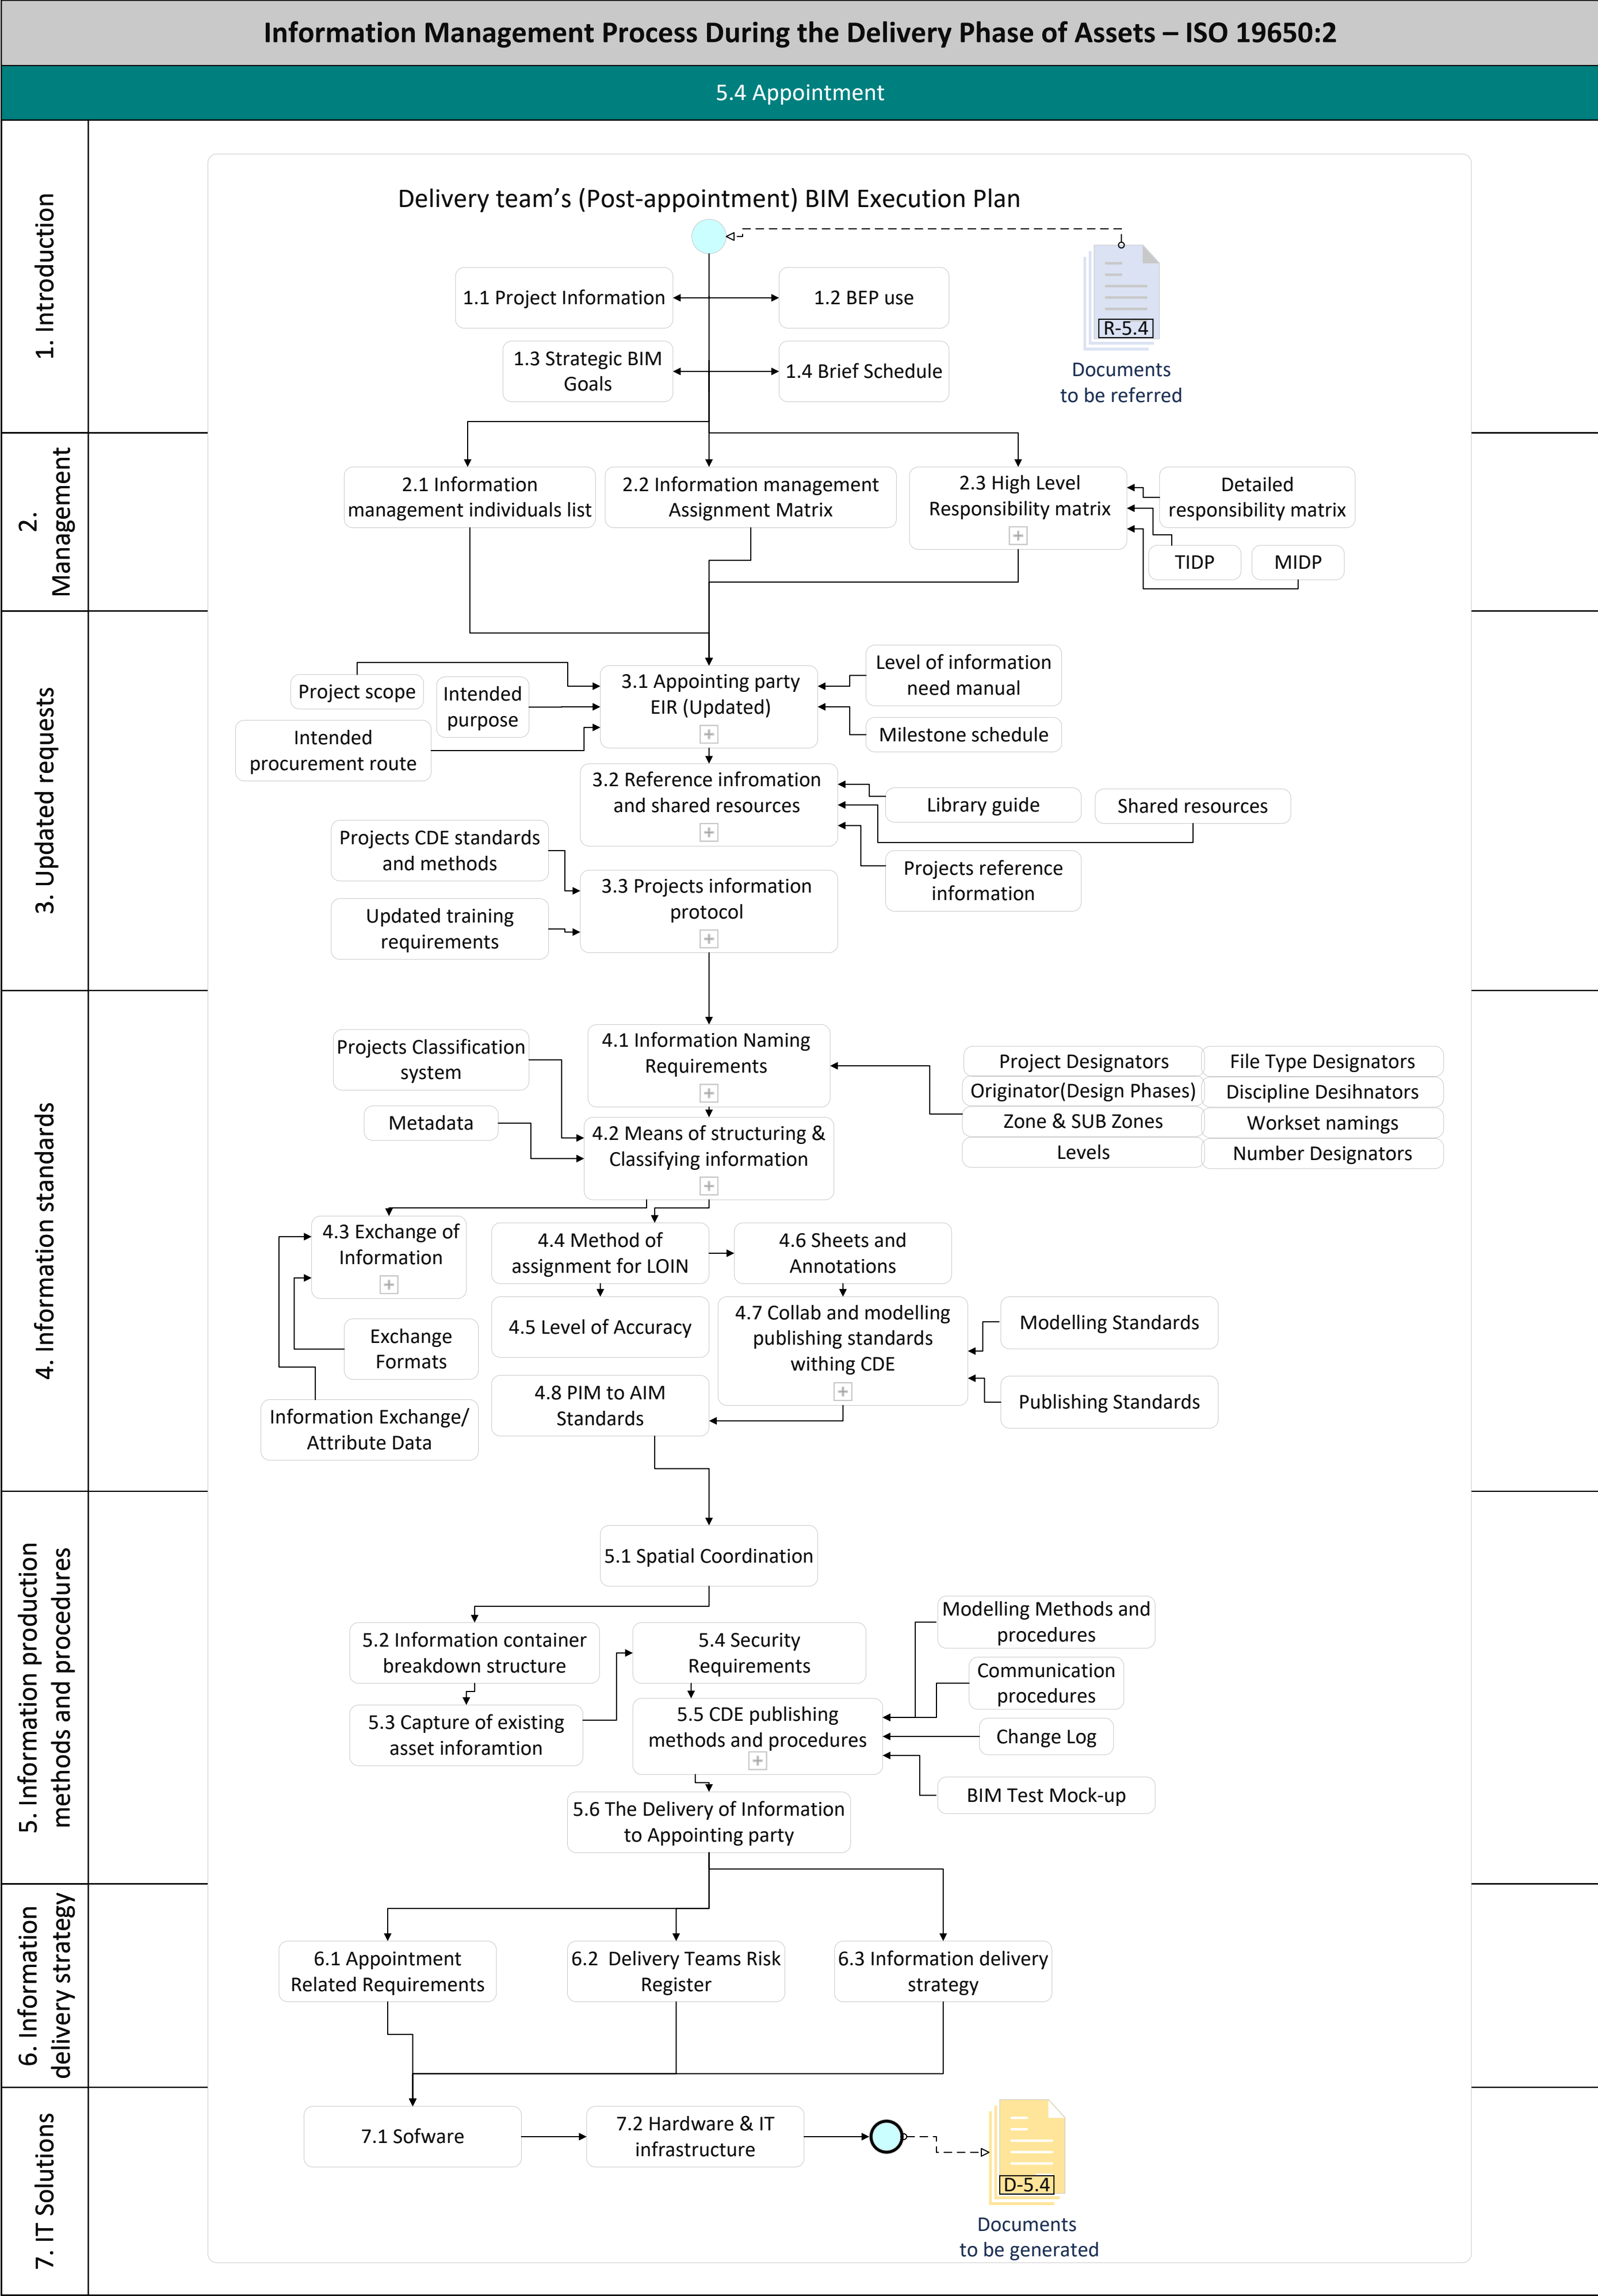 Information Management Process During the Delivery Phase of Assets – ISO 19650:2
5.4 Appointment
1. Introduction
Delivery team's (Post-appointment) BIM Execution Plan
1.1 Project Information
1.2 BEP use
R-5.4
Documents
to be referred
1.3 Strategic BIM
Goals
1.4 Brief Schedule
2.
Management
2.1 Information
management individuals list
2.2 Information management
Assignment Matrix
2.3 High Level
Responsibility matrix
Detailed
responsibility matrix
TIDP
MIDP
3. Updated requests
Project scope
Intended
purpose
Intended
procurement route
3.1 Appointing party
EIR (Updated)
Level of information
need manual
Milestone schedule
3.2 Reference infromation
and shared resources
Library guide
Shared resources
Projects reference
information
Projects CDE standards
and methods
Updated training
requirements
3.3 Projects information
protocol
4. Information standards
Projects Classification
system
Metadata
4.1 Information Naming
Requirements
Project Designators
File Type Designators
Originator(Design Phases)
Discipline Desihnators
Zone & SUB Zones
Workset namings
Levels
Number Designators
4.2 Means of structuring &
Classifying information
4.3 Exchange of
Information
4.4 Method of
assignment for LOIN
4.6 Sheets and
Annotations
Exchange
Formats
Information Exchange/
Attribute Data
4.5 Level of Accuracy
4.7 Collab and modelling
publishing standards
withing CDE
Modelling Standards
Publishing Standards
4.8 PIM to AIM
Standards
5. Information production
methods and procedures
5.1 Spatial Coordination
5.2 Information container
breakdown structure
5.3 Capture of existing
asset inforamtion
5.4 Security
Requirements
5.5 CDE publishing
methods and procedures
Modelling Methods and
procedures
Communication
procedures
Change Log
BIM Test Mock-up
5.6 The Delivery of Information
to Appointing party
6. Information
delivery strategy
6.1 Appointment
Related Requirements
6.2 Delivery Teams Risk
Register
6.3 Information delivery
strategy
7. IT Solutions
7.1 Sofware
7.2 Hardware & IT
infrastructure
D-5.4
Documents
to be generated